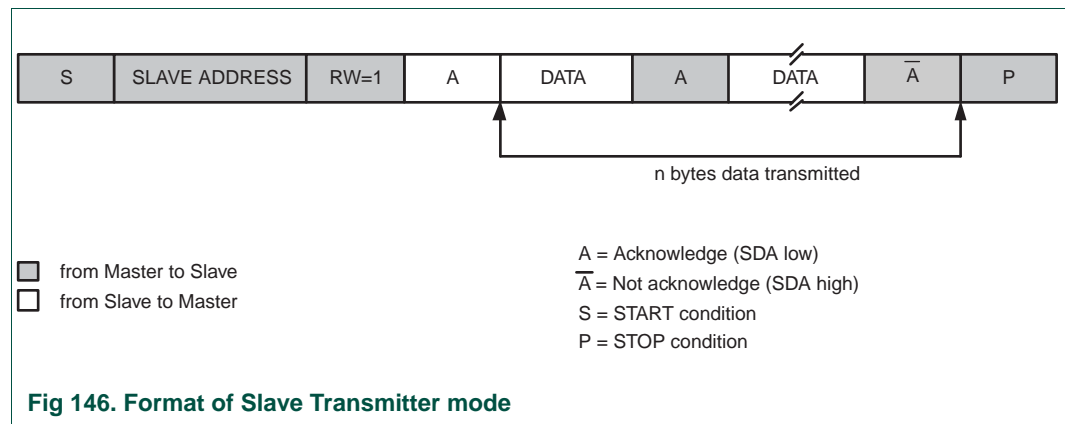 S SLAVE ADDRESS RW=1 A DATA A DATA A̅ P
n bytes data transmitted
from Master to Slave
from Slave to Master
A = Acknowledge (SDA low)
A̅ = Not acknowledge (SDA high)
S = START condition
P = STOP condition
Fig 146. Format of Slave Transmitter mode